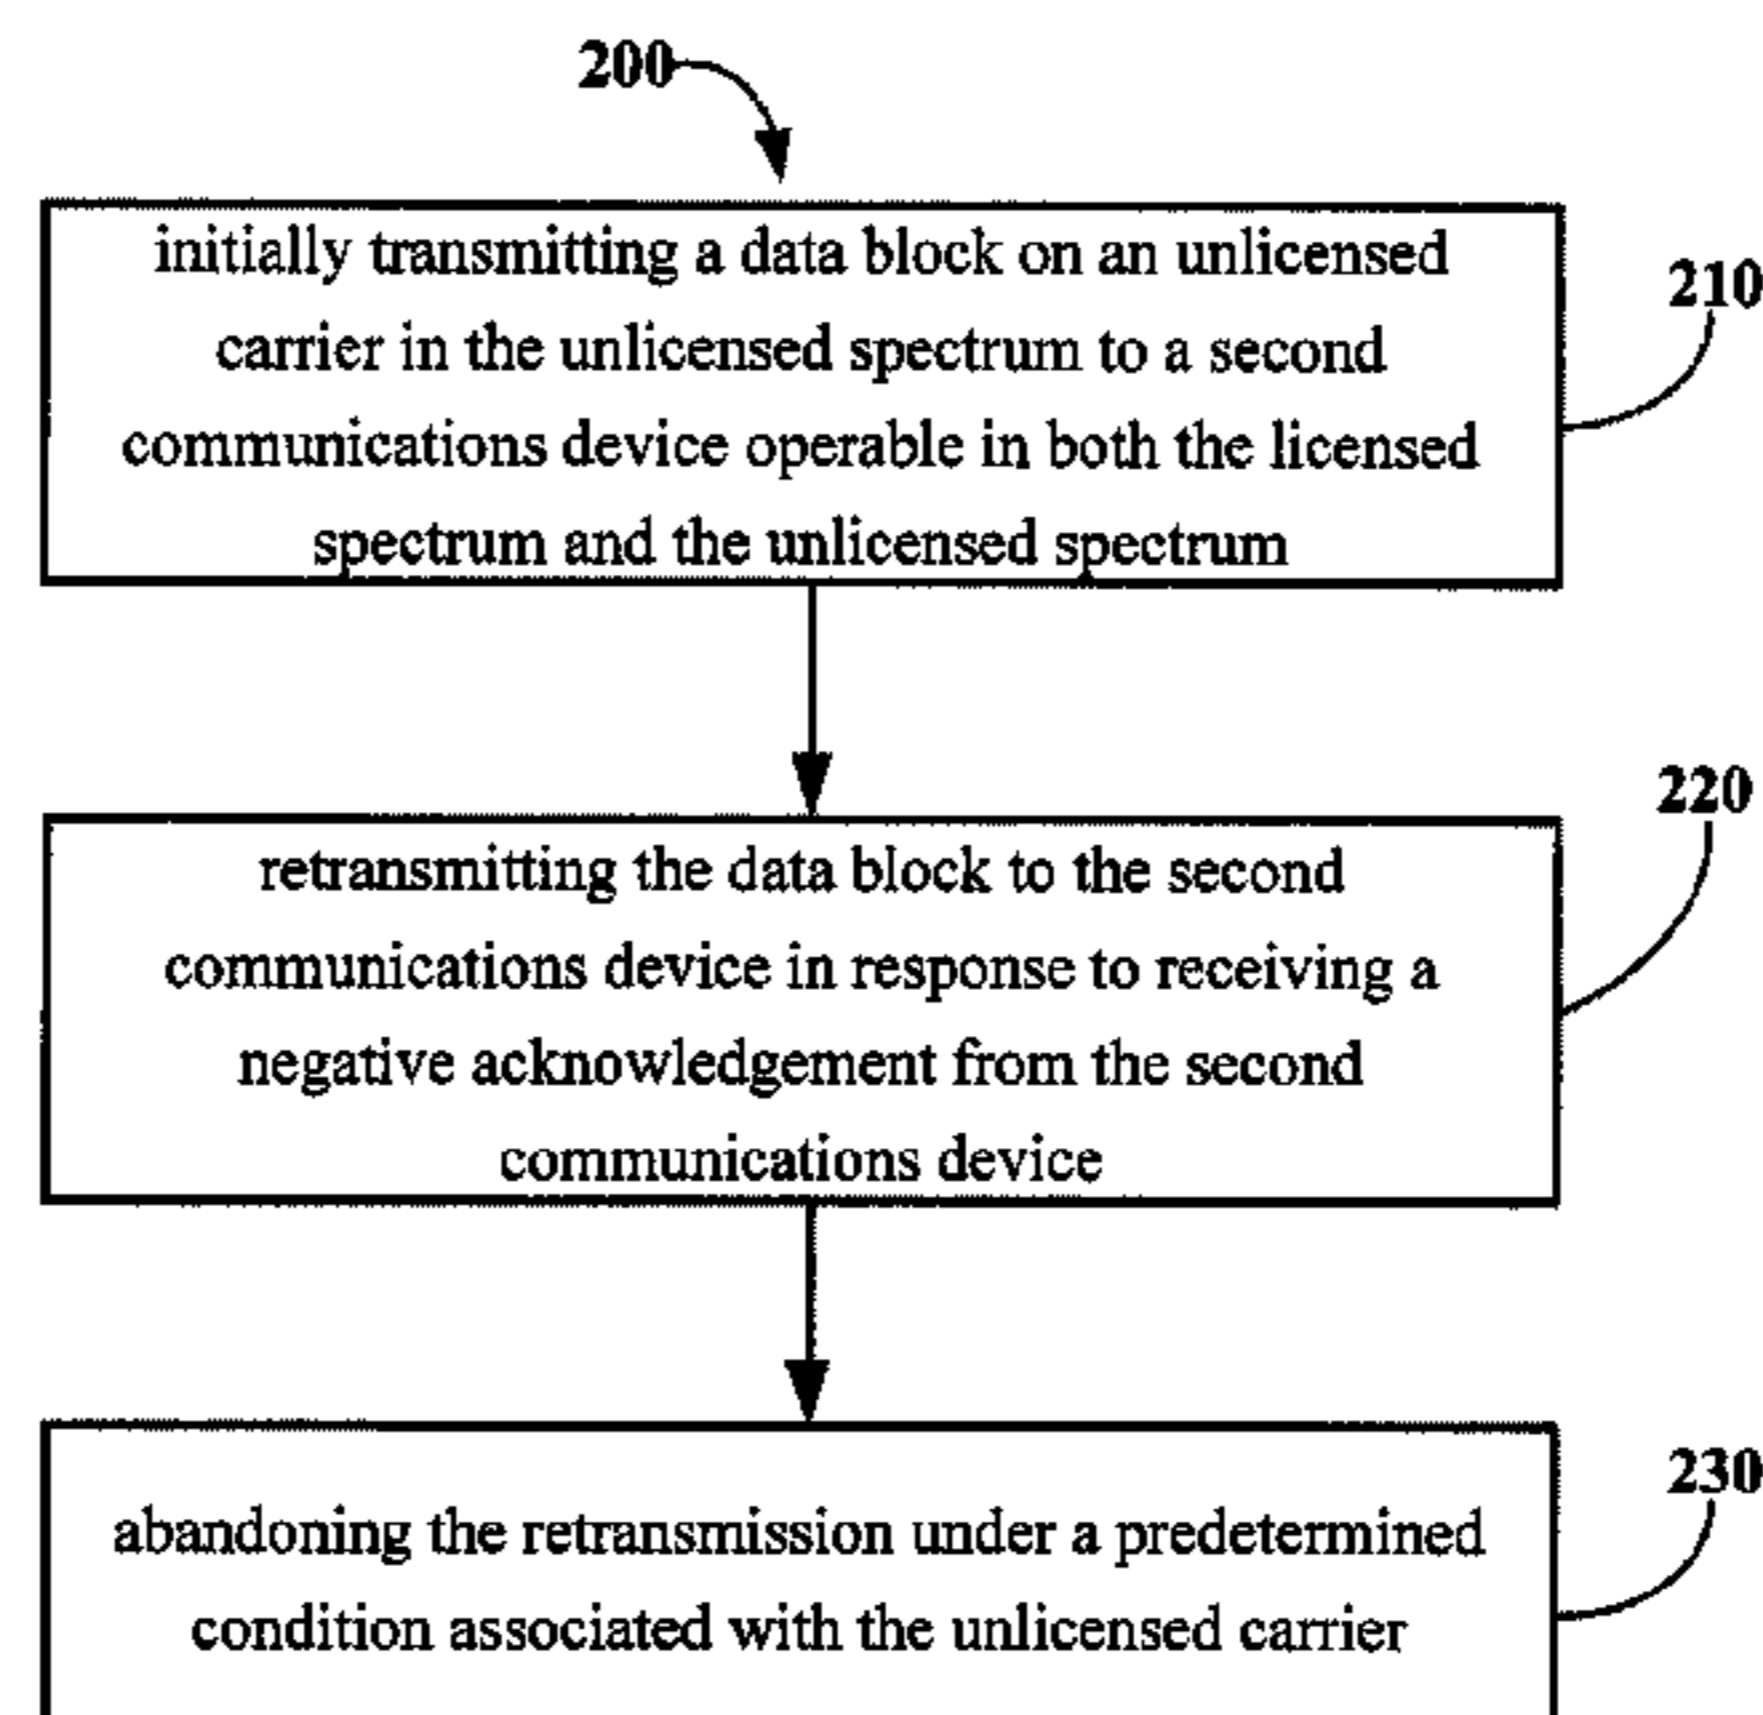 200
initially transmitting a data block on an unlicensed
carrier in the unlicensed spectrum to a second
communications device operable in both the licensed
spectrum and the unlicensed spectrum
210
retransmitting the data block to the second
communications device in response to receiving a
negative acknowledgement from the second
communications device
220
abandoning the retransmission under a predetermined
condition associated with the unlicensed carrier
230